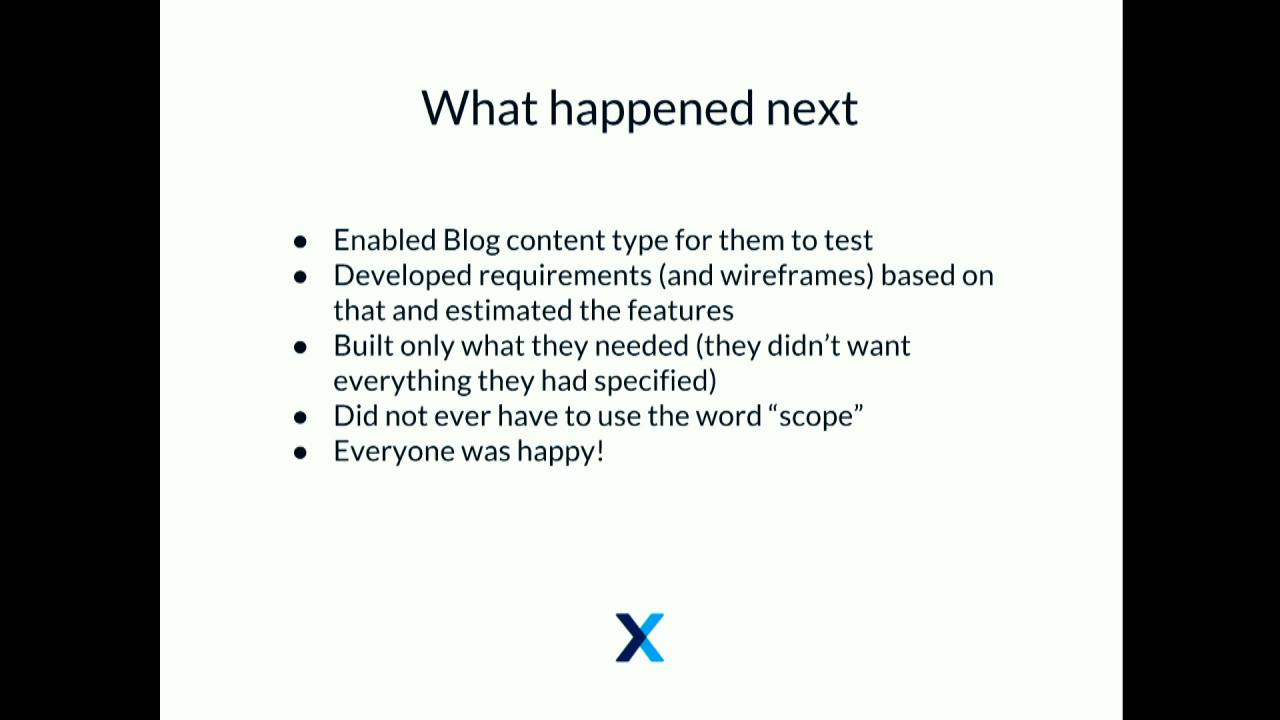 What happened next
● Enabled Blog content type for them to test
● Developed requirements (and wireframes) based on
that and estimated the features
● Built only what they needed (they didn’t want
everything they had specified)
● Did not ever have to use the word “scope”
● Everyone was happy!